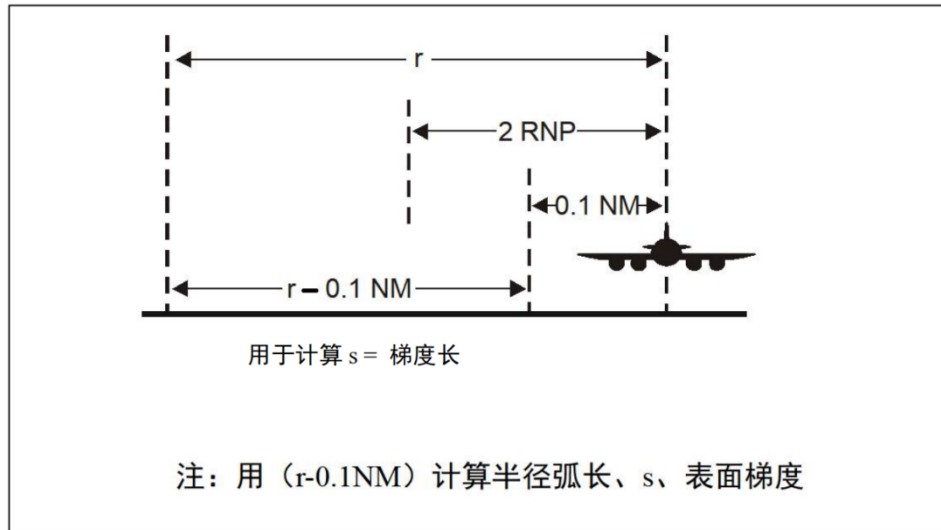 r
2 RNP
0.1 NM
r – 0.1 NM
用于计算 s = 梯度长
注：用（r-0.1NM）计算半径弧长、s、表面梯度